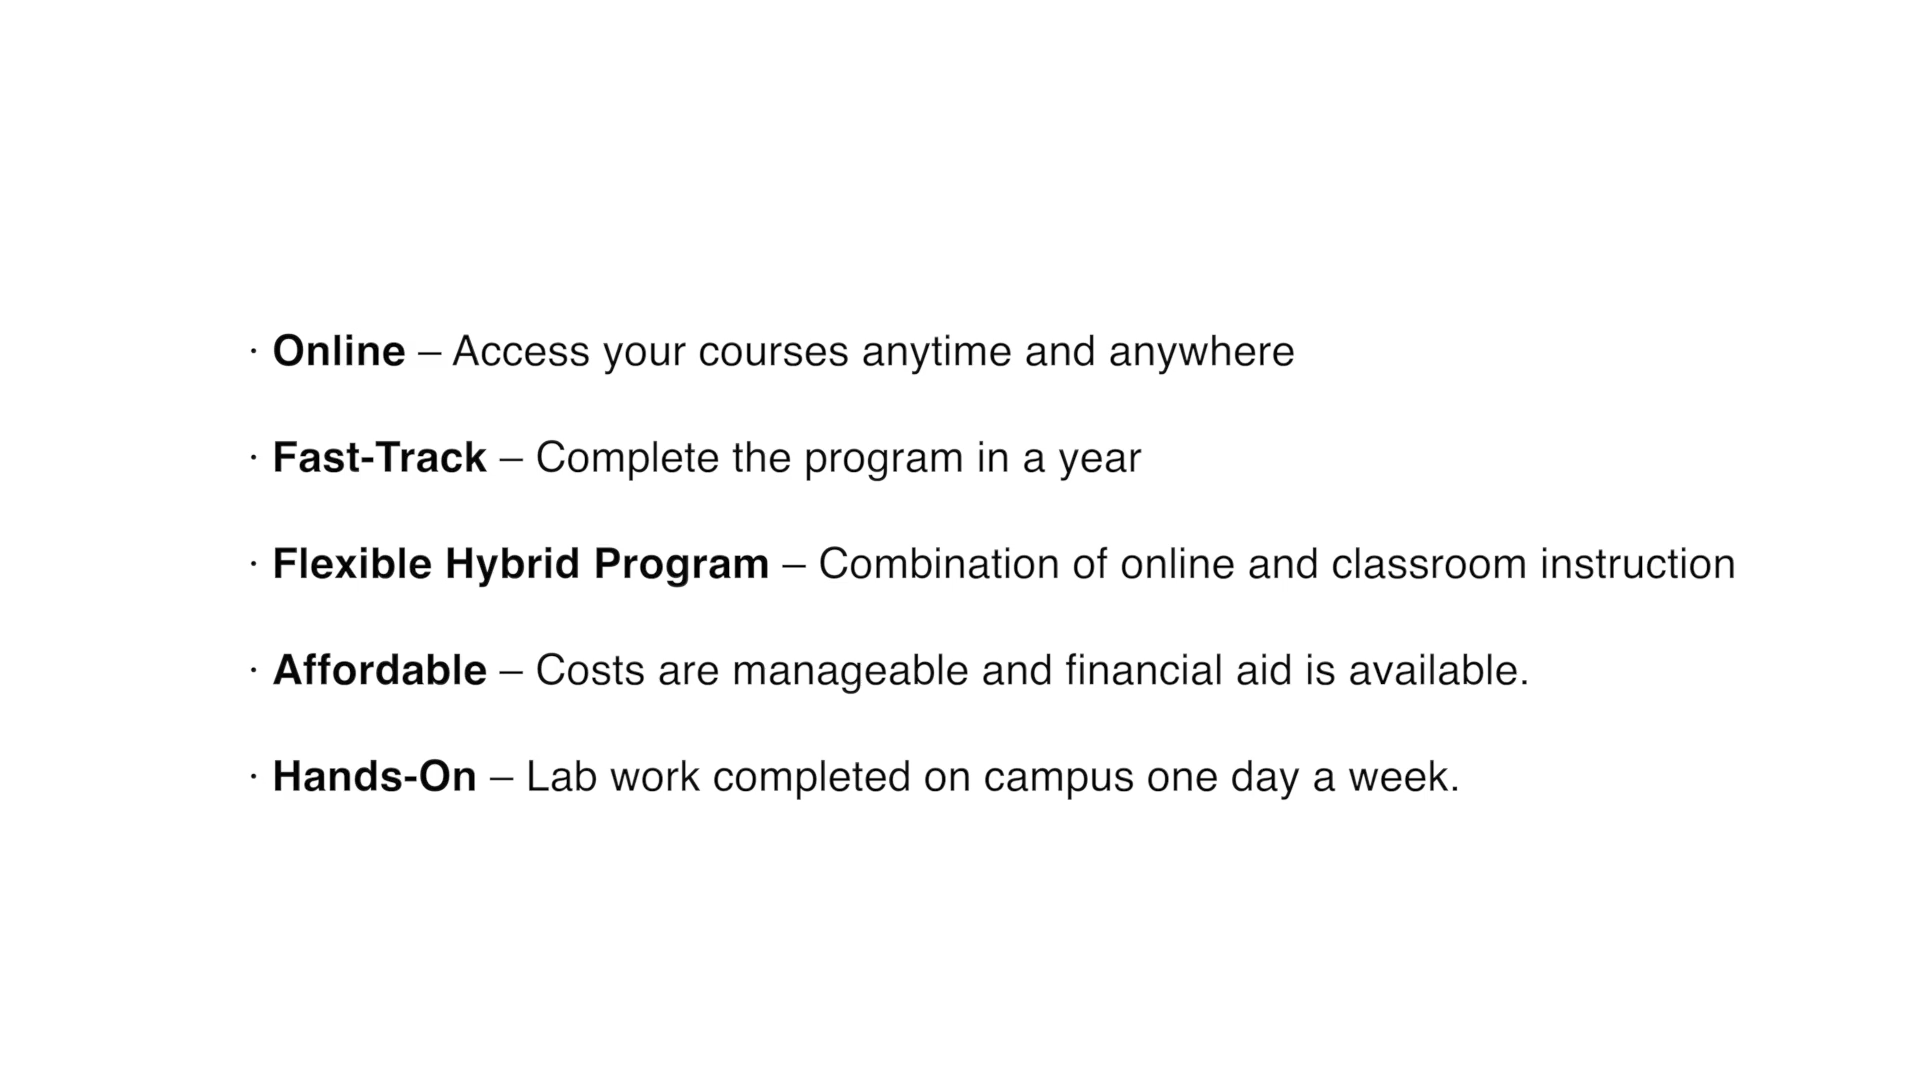 · Online – Access your courses anytime and anywhere
· Fast-Track – Complete the program in a year
· Flexible Hybrid Program – Combination of online and classroom instruction
· Affordable – Costs are manageable and financial aid is available.
· Hands-On – Lab work completed on campus one day a week.